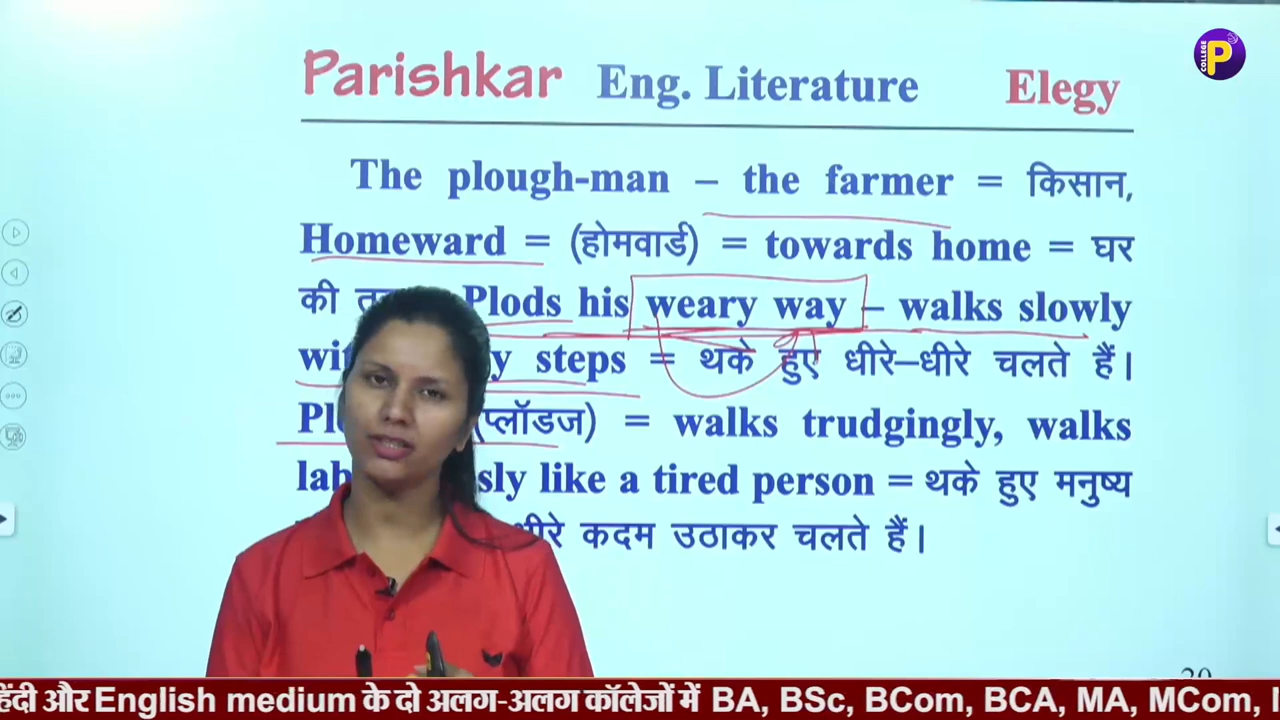 COLLEGE P
Parishkar Eng. Literature Elegy
The plough-man – the farmer = किसान,
Homeward = (होमवार्ड) = towards home = घर
की Plods his weary way – walks slowly
steps = थके हुए धीरे–धीरे चलते हैं।
(प्लॉडज) = walks trudgingly, walks
like a tired person = थके हुए मनुष्य
कदम उठाकर चलते हैं।
हिंदी और English medium के दो अलग-अलग कॉलेजों में BA, BSc, BCom, BCA, MA, MCom,